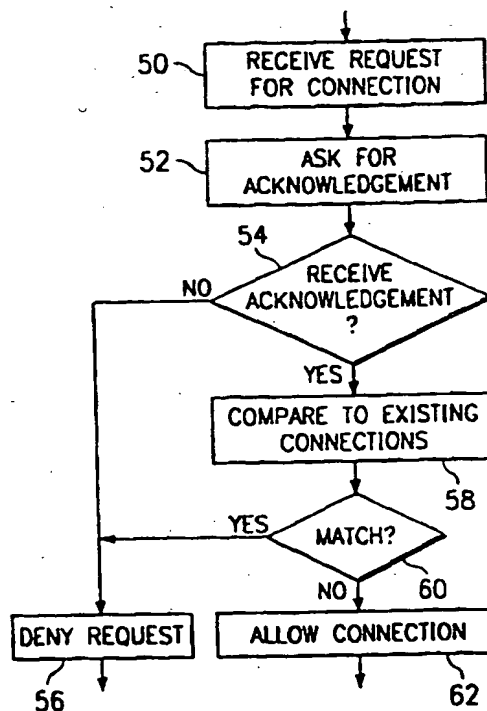 50
RECEIVE REQUEST
FOR CONNECTION
52
ASK FOR
ACKNOWLEDGEMENT
54
RECEIVE
ACKNOWLEDGEMENT
?
NO
YES
COMPARE TO EXISTING
CONNECTIONS
58
YES
MATCH?
NO
60
DENY REQUEST
ALLOW CONNECTION
56
62